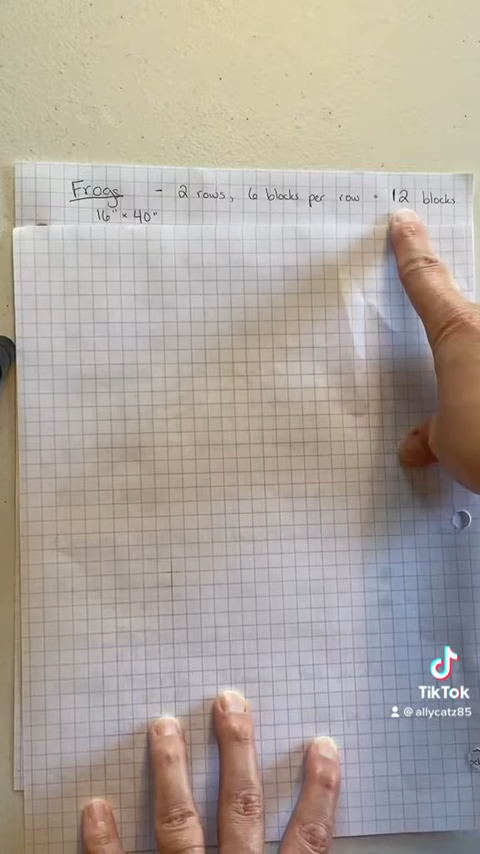 Frogs - 2 rows, 6 blocks per row = 12 blocks
16" x 40"
TikTok
@allycatz85